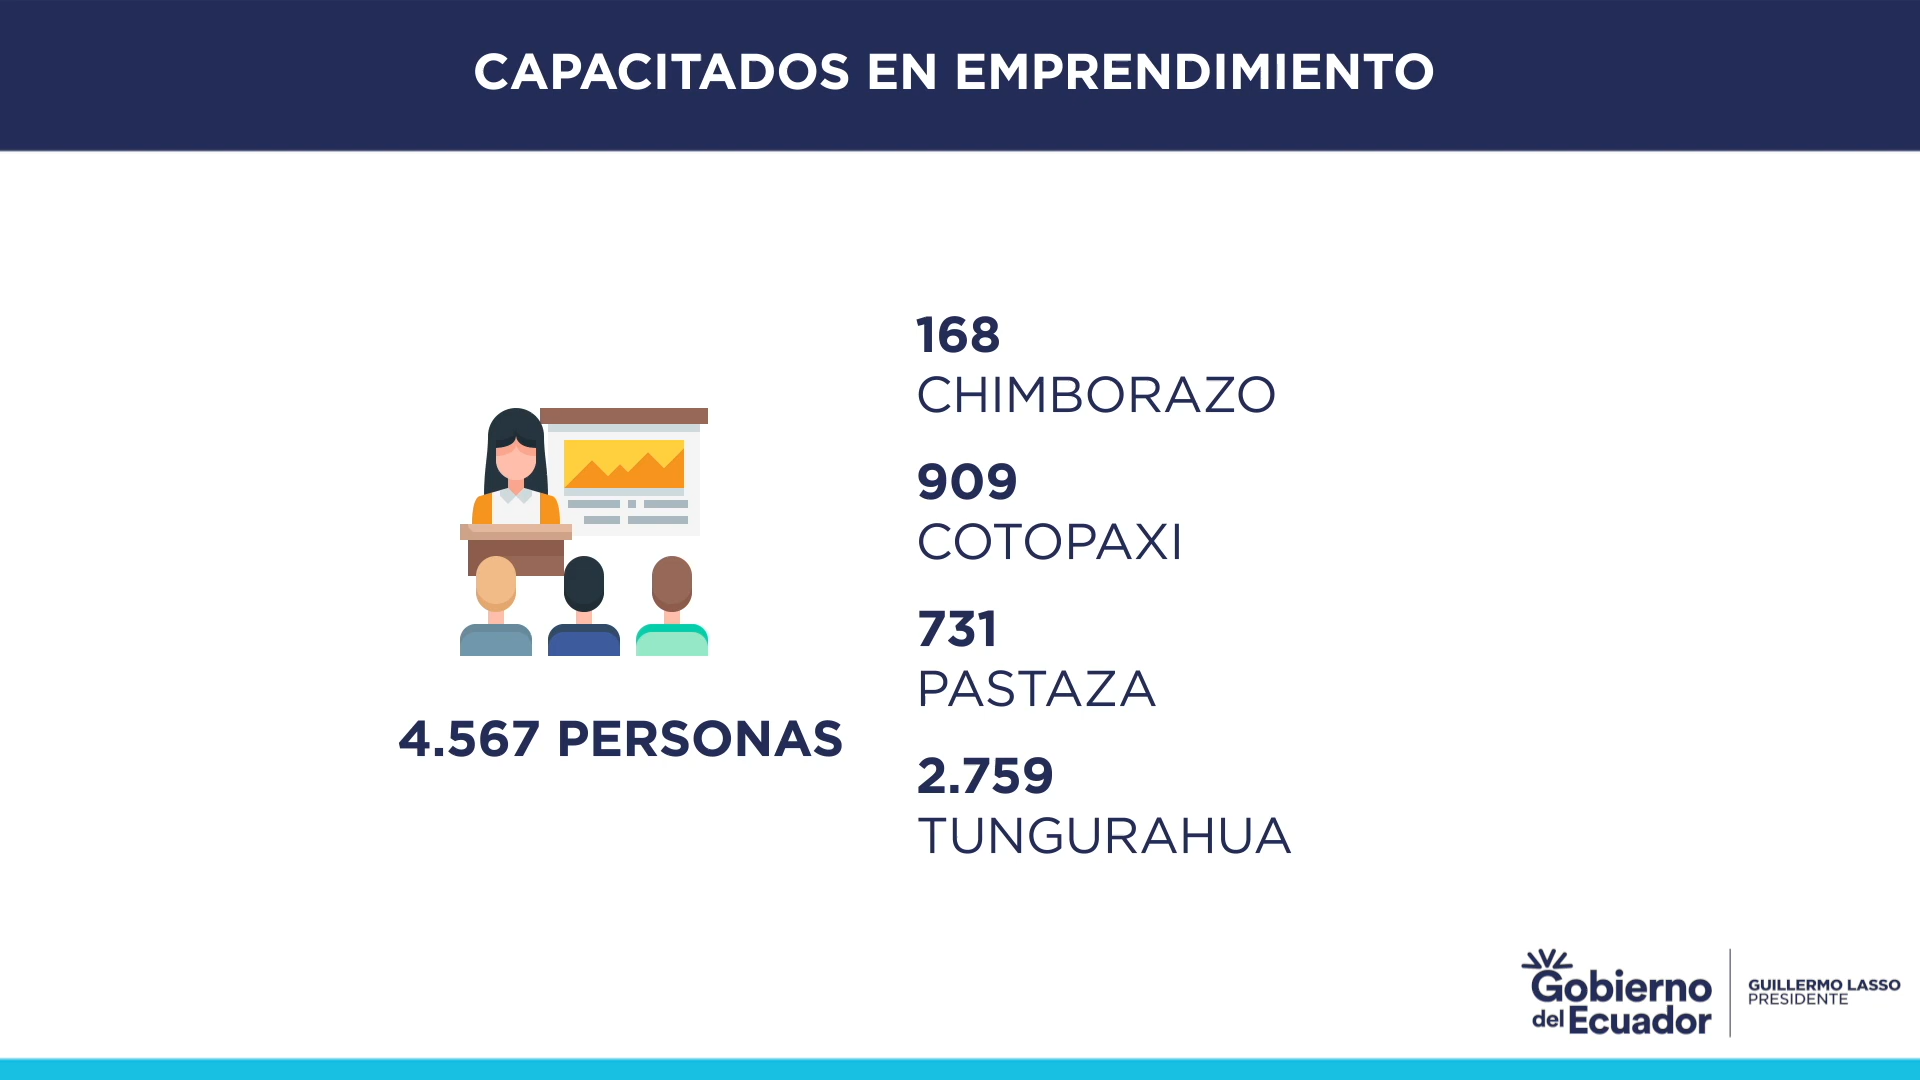 CAPACITADOS EN EMPRENDIMIENTO
4.567 PERSONAS
168
CHIMBORAZO
909
COTOPAXI
731
PASTAZA
2.759
TUNGURAHUA
Gobierno
del Ecuador
GUILLERMO LASSO
PRESIDENTE